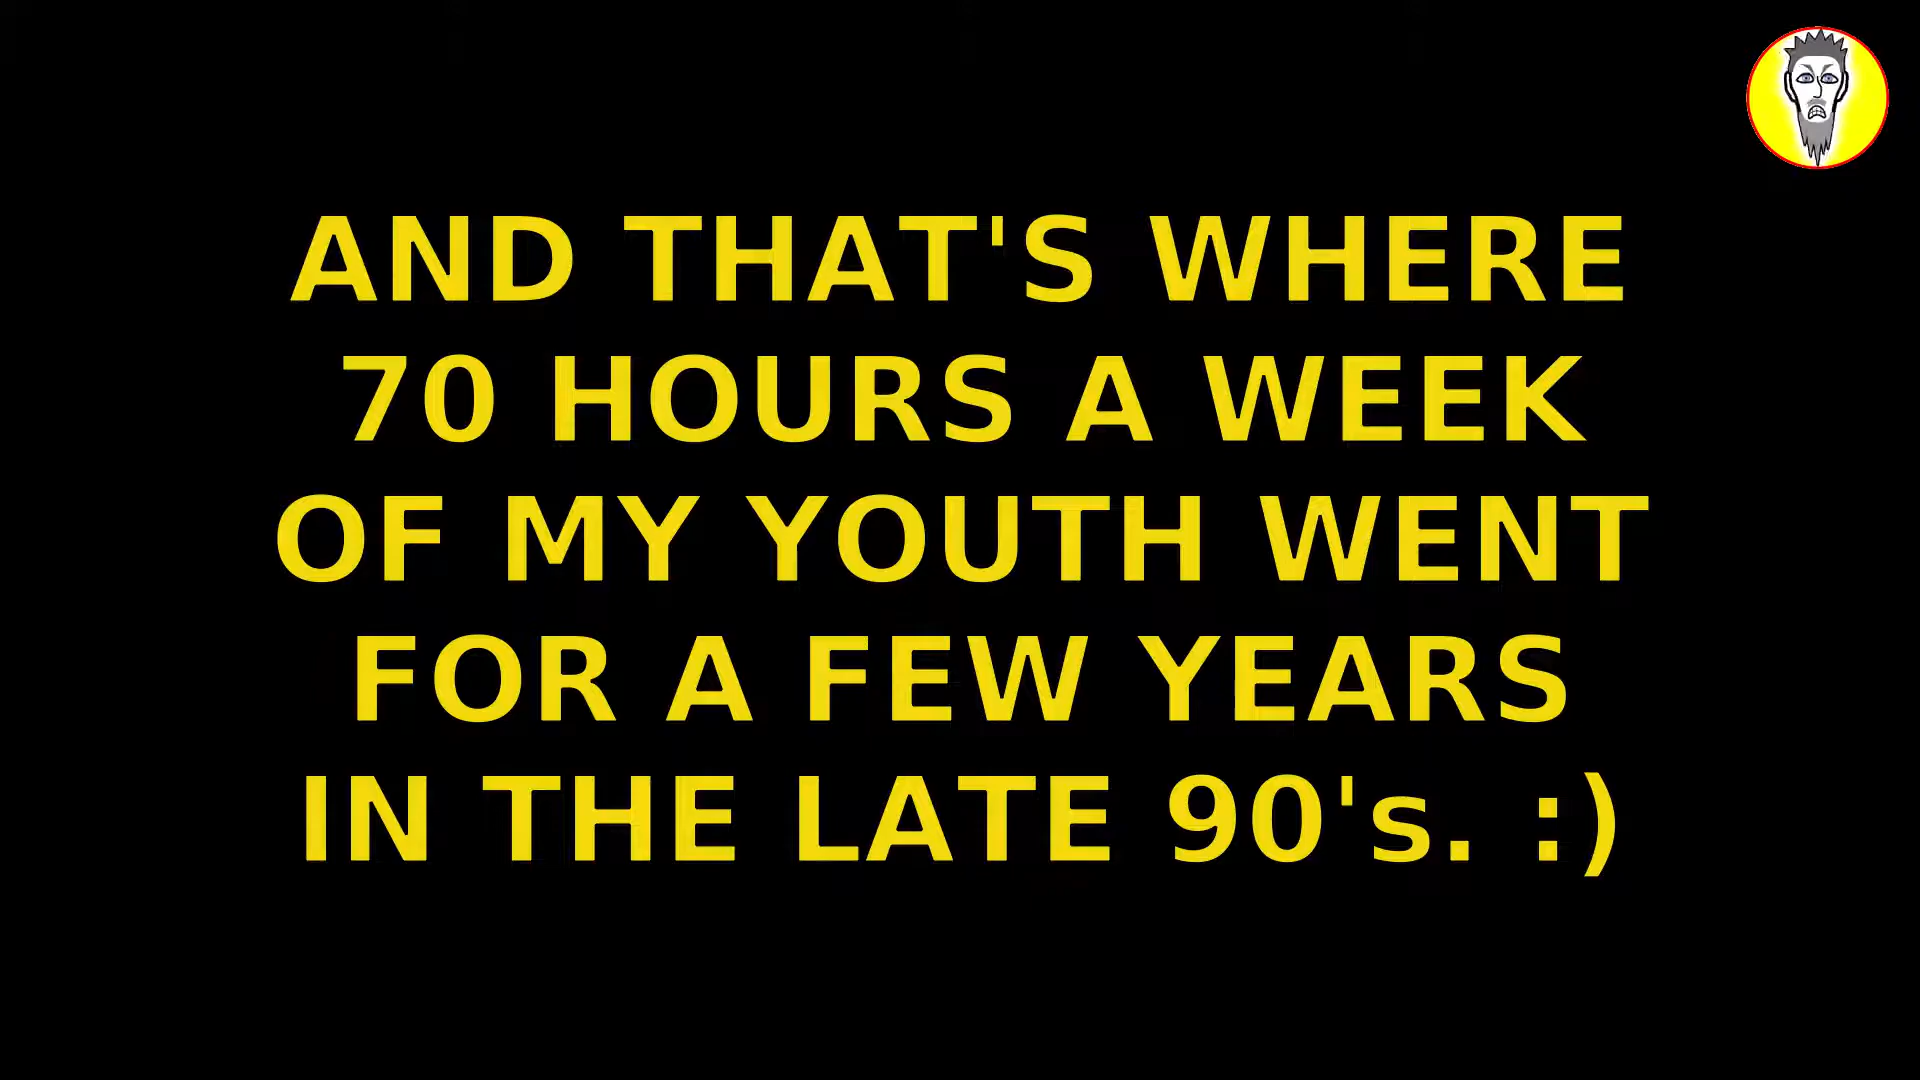 AND THAT'S WHERE
70 HOURS A WEEK
OF MY YOUTH WENT
FOR A FEW YEARS
IN THE LATE 90's. :)